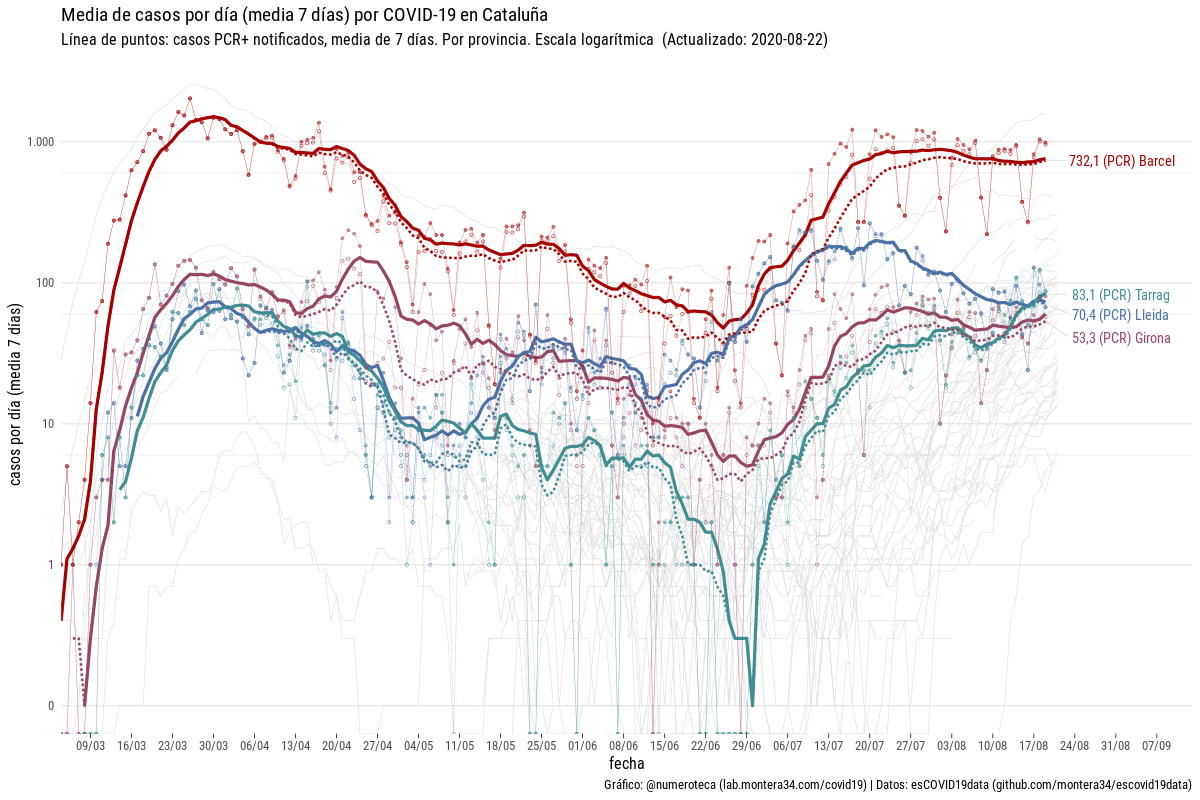 Media de casos por día (media 7 días) por COVID-19 en Cataluña
Línea de puntos: casos PCR+ notificados, media de 7 días. Por provincia. Escala logarítmica (Actualizado: 2020-08-22)
casos por día (media 7 días)
1.000
100
10
1
0
732,1 (PCR) Barcel
83,1 (PCR) Tarrag
70,4 (PCR) Lleida
53,3 (PCR) Girona
09/03 16/03 23/03 30/03 06/04 13/04 20/04 27/04 04/05 11/05 18/05 25/05 01/06 08/06 15/06 22/06 29/06 06/07 13/07 20/07 27/07 03/08 10/08 17/08 24/08 31/08 07/09
fecha
Gráfico: @numeroteca (lab.montera34.com/covid19) | Datos: esCOVID19data (github.com/montera34/escovid19data)